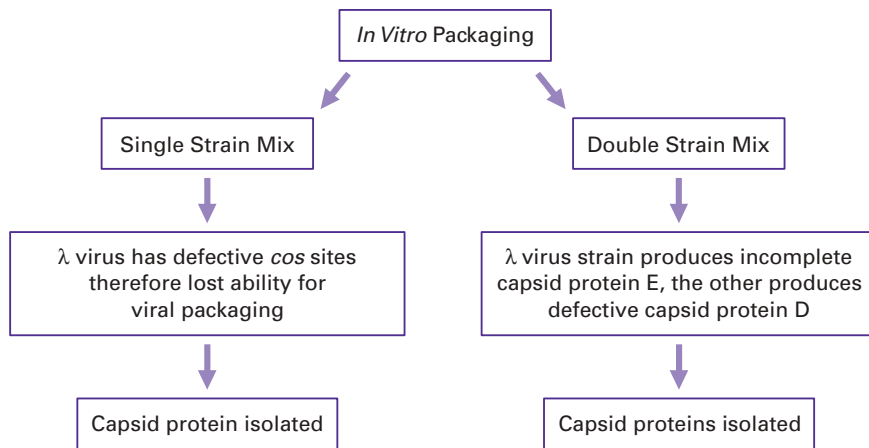 In Vitro Packaging
Single Strain Mix
Double Strain Mix
λ virus has defective cos sites
therefore lost ability for
viral packaging
λ virus strain produces incomplete
capsid protein E, the other produces
defective capsid protein D
Capsid protein isolated
Capsid proteins isolated